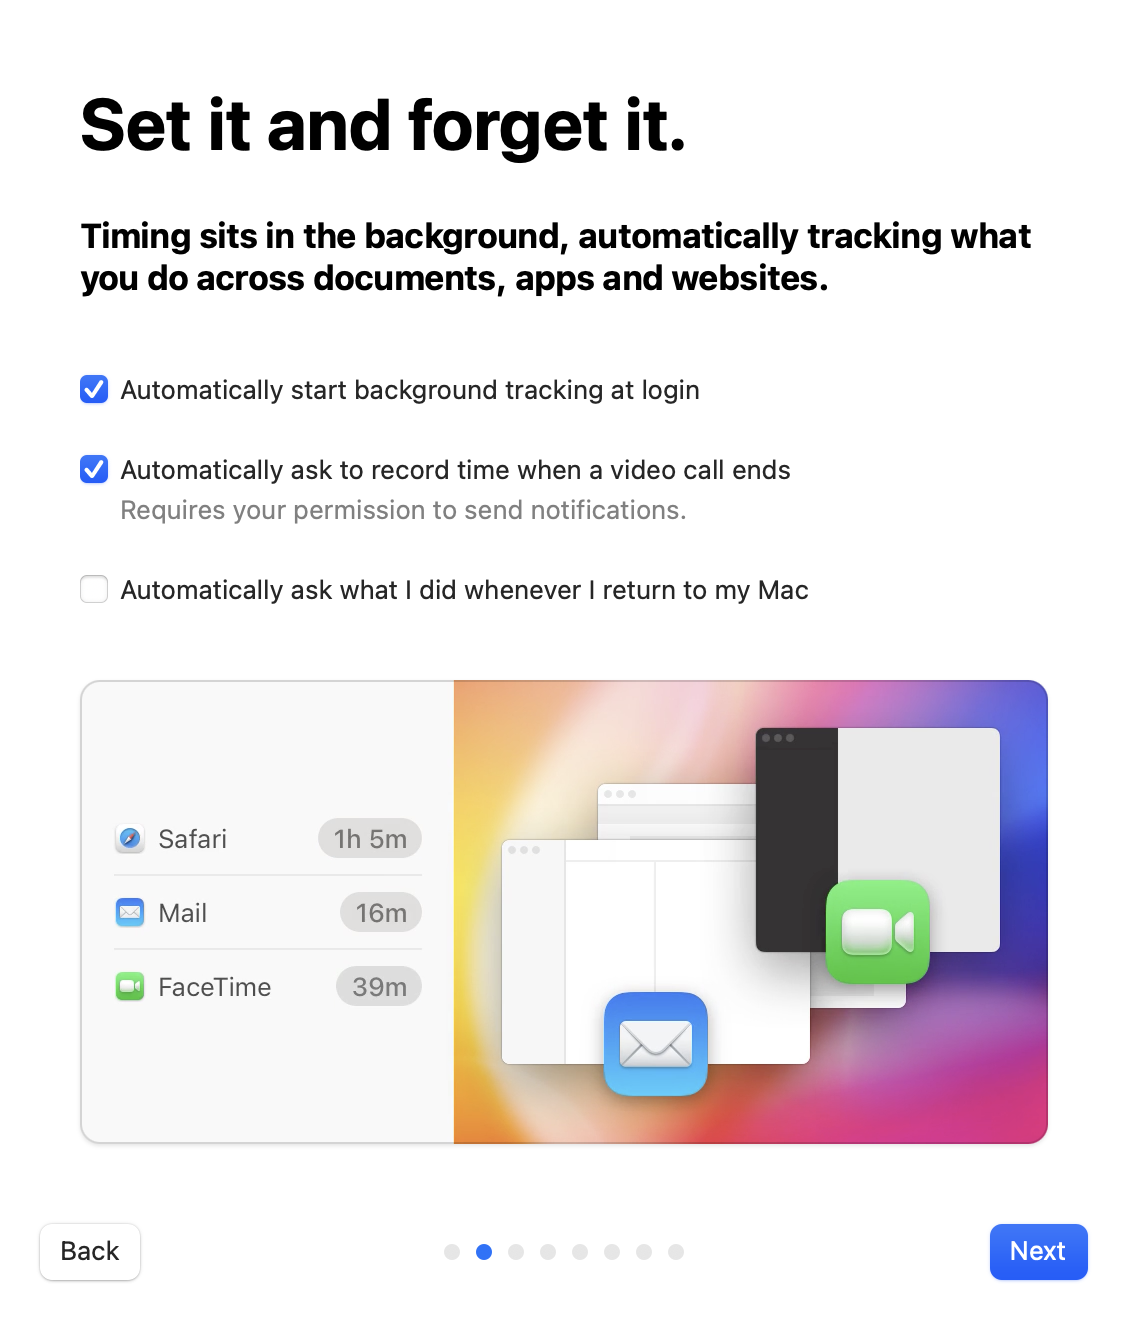 Set it and forget it.
Timing sits in the background, automatically tracking what
you do across documents, apps and websites.
Automatically start background tracking at login
Automatically ask to record time when a video call ends
Requires your permission to send notifications.
Automatically ask what I did whenever I return to my Mac
Safari 1h 5m
Mail 16m
FaceTime 39m
Back Next